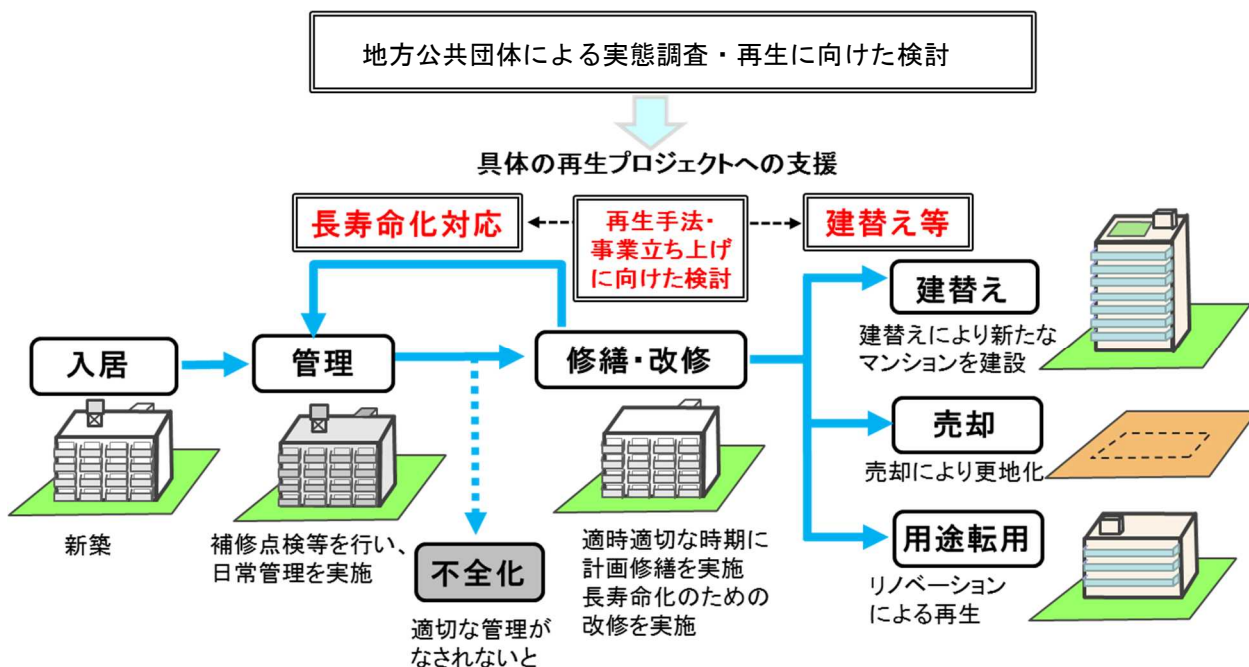 地方公共団体による実態調査・再生に向けた検討
具体の再生プロジェクトへの支援
長寿命化対応
再生手法・
事業立ち上げ
に向けた検討
建替え等
入居
新築
管理
補修点検等を行い、
日常管理を実施
不全化
適切な管理が
なされないと
修繕・改修
適時適切な時期に
計画修繕を実施
長寿命化のための
改修を実施
建替え
建替えにより新たな
マンションを建設
売却
売却により更地化
用途転用
リノベーション
による再生